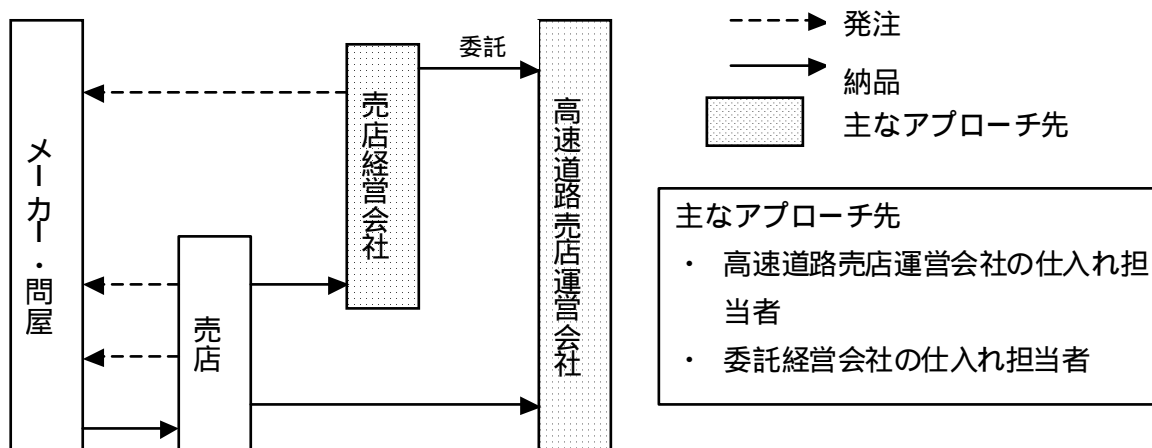 メーカー・問屋
売店
売店経営会社
委託
高速道路売店運営会社
発注
納品
主なアプローチ先
主なアプローチ先
・ 高速道路売店運営会社の仕入れ担
当者
・ 委託経営会社の仕入れ担当者